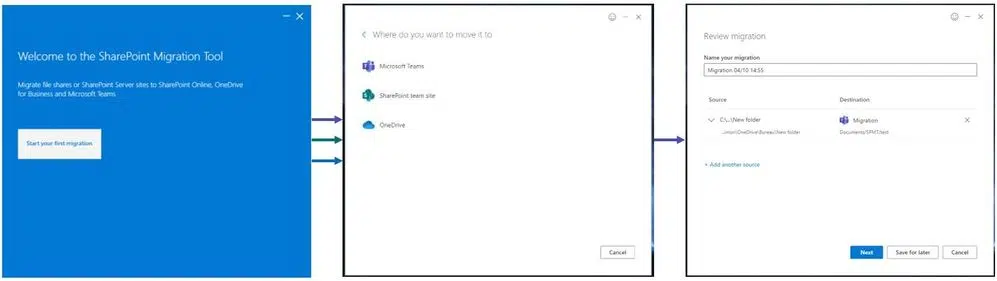 Welcome to the SharePoint Migration Tool
Migrate file shares or SharePoint Server sites to SharePoint Online, OneDrive
for Business and Microsoft Teams
Start your first migration
Where do you want to move it to
Microsoft Teams
SharePoint team site
OneDrive
Cancel
Review migration
Name your migration
Migration 04/10 14:55
Source Destination
C:\...\New folder Migration
...\OneDrive\Bureau\New folder Documents/SPMT/test
+ Add another source
Next Save for later Cancel